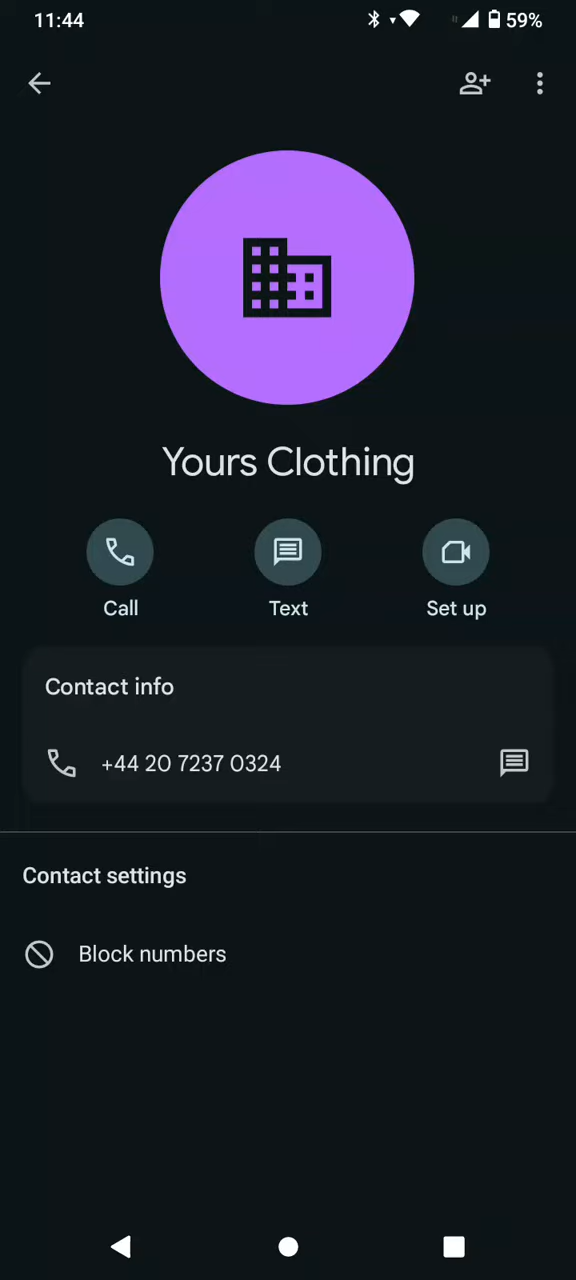 11:44
59%
Yours Clothing
Call
Text
Set up
Contact info
+44 20 7237 0324
Contact settings
Block numbers